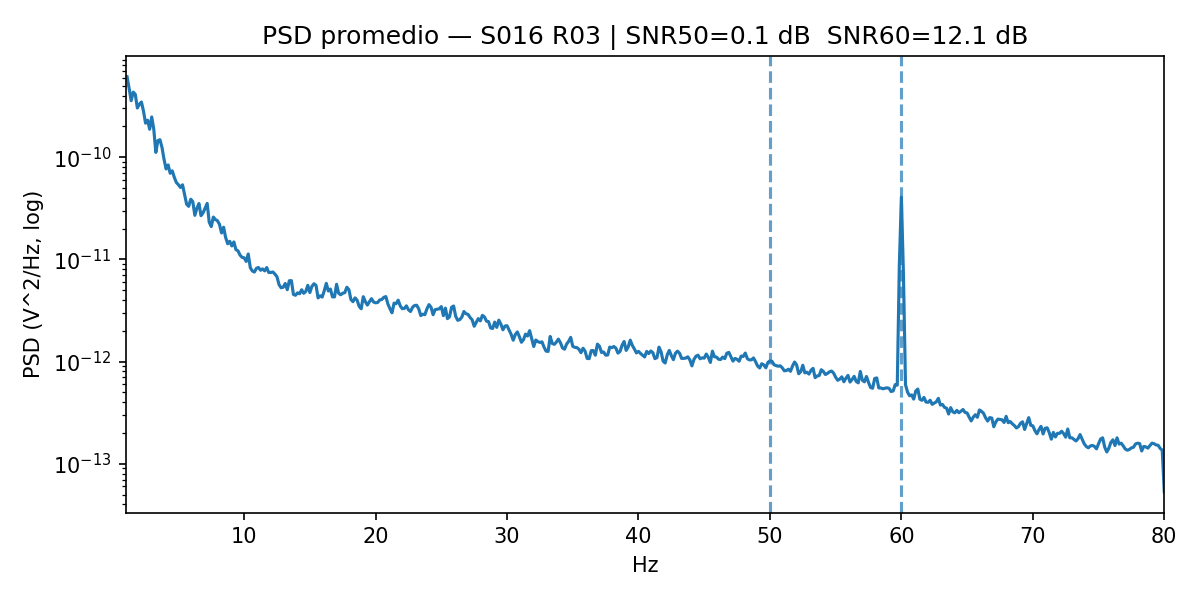 PSD promedio — S016 R03 | SNR50=0.1 dB  SNR60=12.1 dB
PSD (V^2/Hz, log)
10^{-10}
10^{-11}
10^{-12}
10^{-13}
10 20 30 40 50 60 70 80
Hz